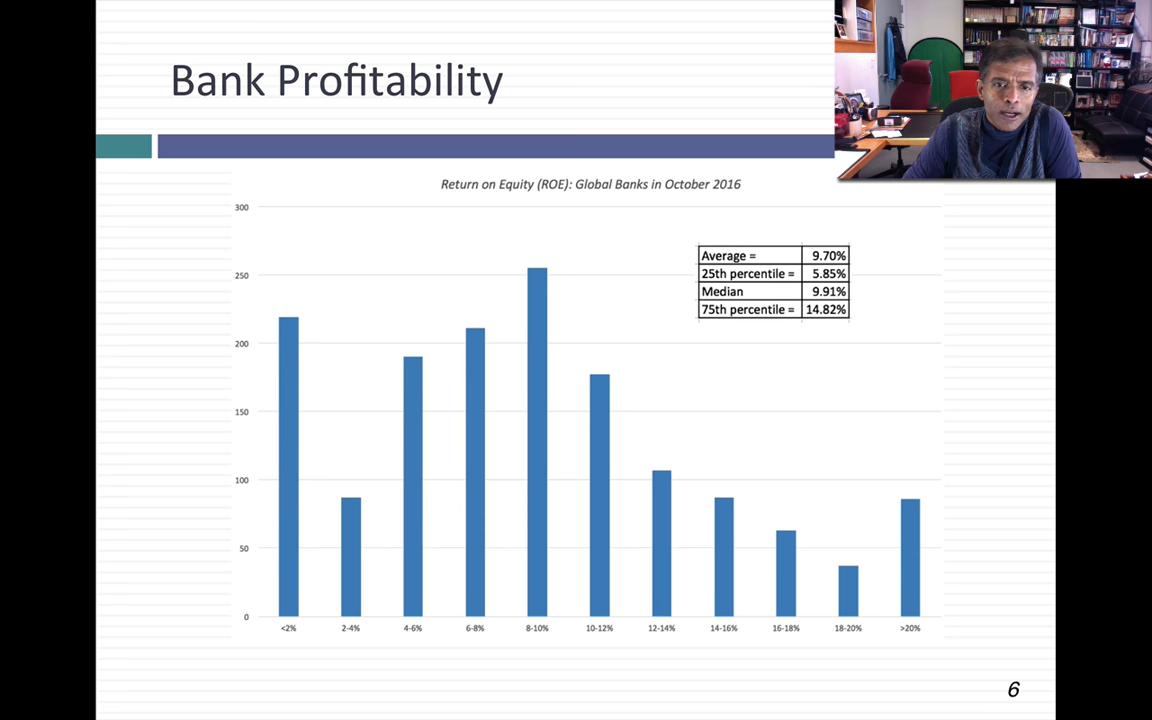 Bank Profitability
Return on Equity (ROE): Global Banks in October 2016
300
250
200
150
100
50
0
Average = 9.70%
25th percentile = 5.85%
Median 9.91%
75th percentile = 14.82%
<2% 2-4% 4-6% 6-8% 8-10% 10-12% 12-14% 14-16% 16-18% 18-20% >20%
6